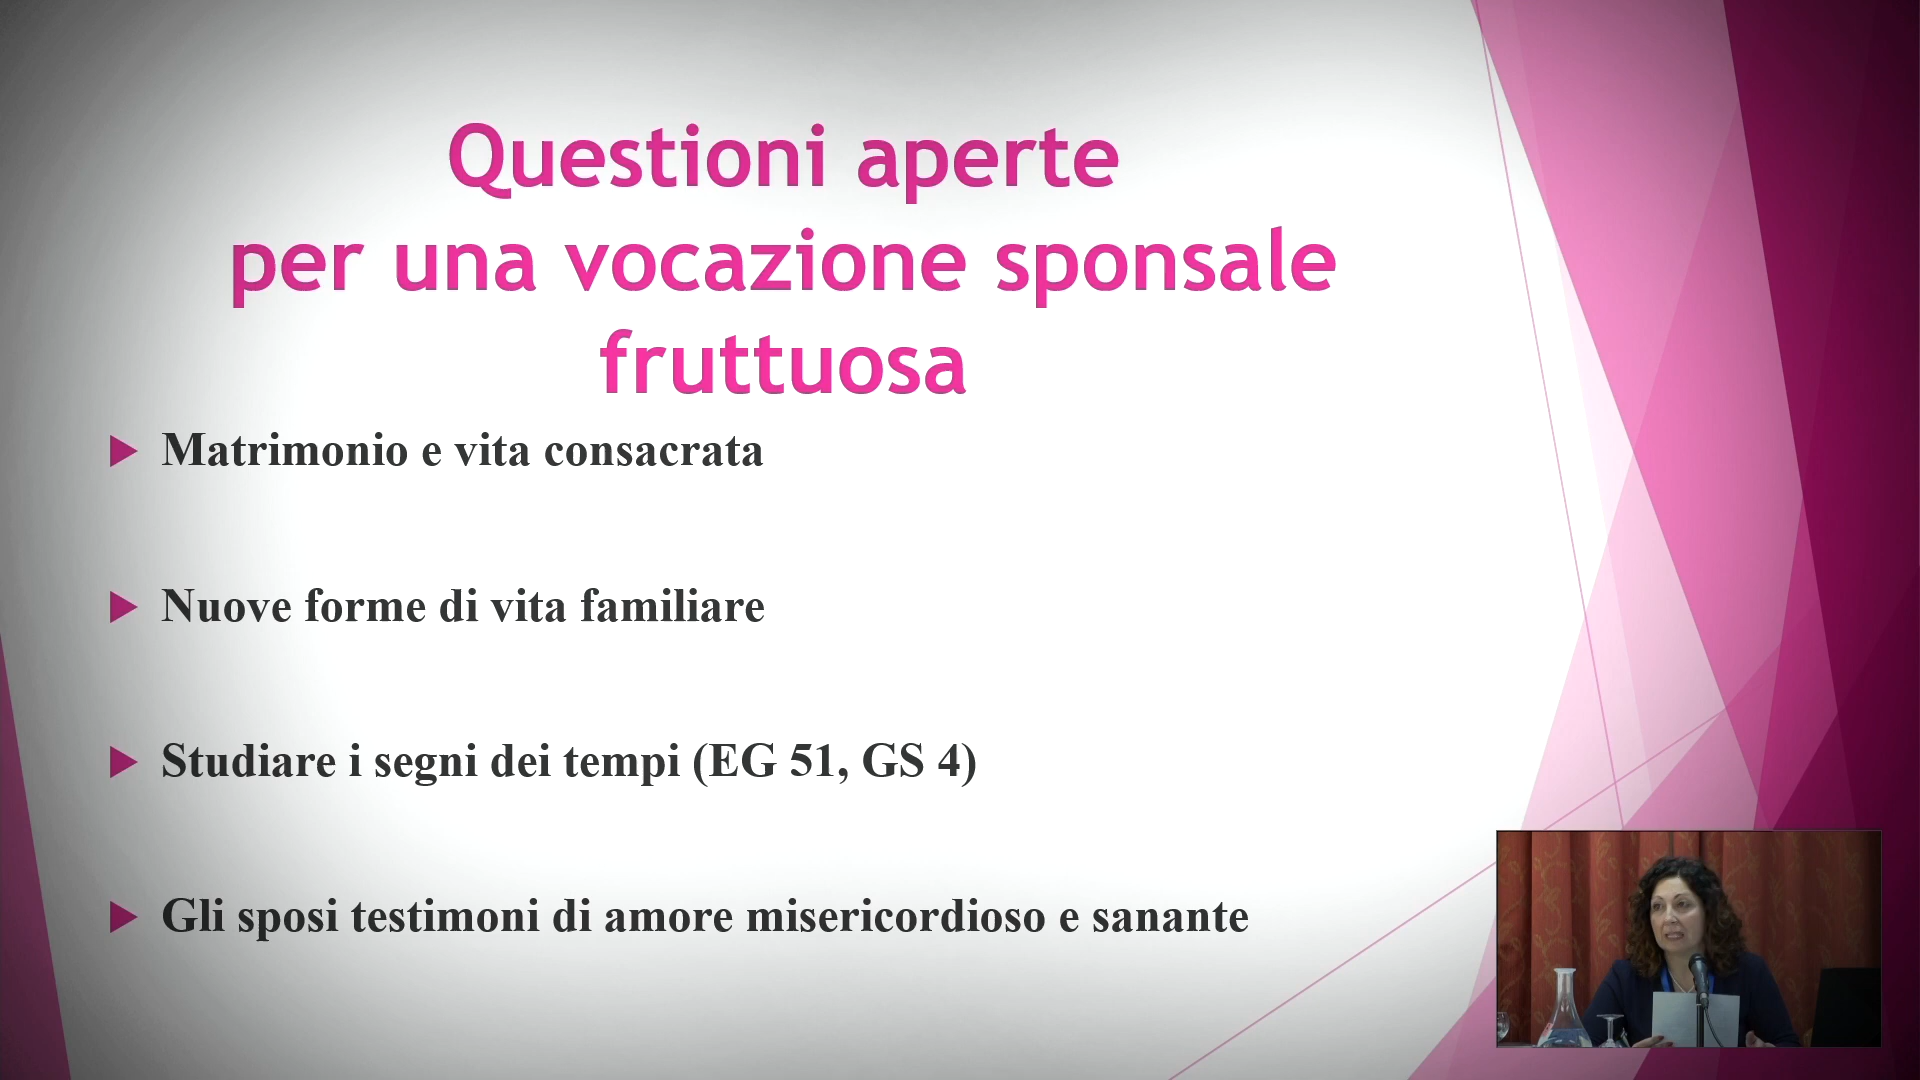 Questioni aperte
per una vocazione sponsale
fruttuosa
Matrimonio e vita consacrata
Nuove forme di vita familiare
Studiare i segni dei tempi (EG 51, GS 4)
Gli sposi testimoni di amore misericordioso e sanante